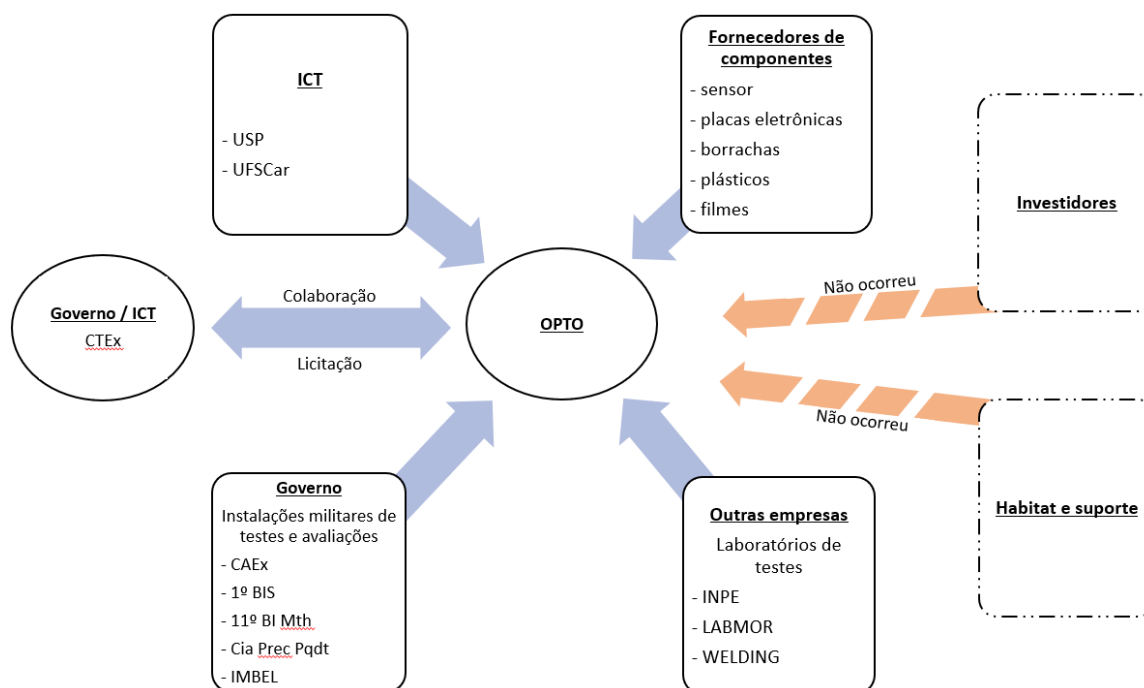 ICT
- USP
- UFSCar
Fornecedores de
componentes
- sensor
- placas eletrônicas
- borrachas
- plásticos
- filmes
Investidores
Não ocorreu
Governo / ICT
CTEx
Colaboração
Licitação
OPTO
Não ocorreu
Governo
Instalações militares de
testes e avaliações
- CAEx
- 1º BIS
- 11º BI Mth
- Cia Prec Pqdt
- IMBEL
Outras empresas
Laboratórios de
testes
- INPE
- LABMOR
- WELDING
Habitat e suporte